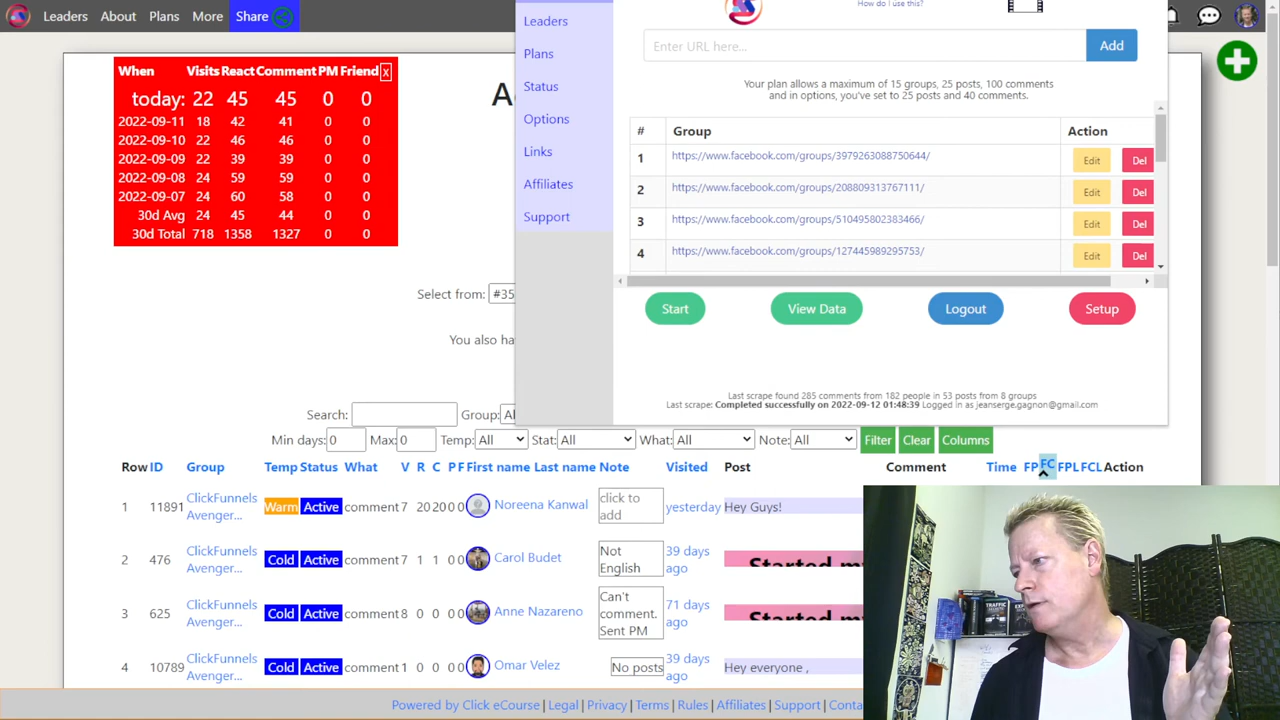 Leaders About Plans More Share
When Visits React Comment PM Friend X
today: 22 45 45 0 0
2022-09-11 18 42 41 0 0
2022-09-10 22 46 46 0 0
2022-09-09 22 39 39 0 0
2022-09-08 24 59 59 0 0
2022-09-07 24 60 58 0 0
30d Avg 24 45 44 0 0
30d Total 718 1358 1327 0 0
Select from: #35
You also ha
Leaders
Plans
Status
Options
Links
Affiliates
Support
How do I use this?
Enter URL here... Add
Your plan allows a maximum of 15 groups, 25 posts, 100 comments
and in options, you've set to 25 posts and 40 comments.
# Group Action
1 https://www.facebook.com/groups/3979263088750644/ Edit Del
2 https://www.facebook.com/groups/208809313767111/ Edit Del
3 https://www.facebook.com/groups/510495802383466/ Edit Del
4 https://www.facebook.com/groups/127445989295753/ Edit Del
Start View Data Logout Setup
Last scrape found 285 comments from 182 people in 53 posts from 8 groups
Last scrape: Completed successfully on 2022-09-12 01:48:39 Logged in as jeanserge.gagnon@gmail.com
Search: Group: Al
Min days: 0 Max: 0 Temp: All Stat: All What: All Note: All Filter Clear Columns
Row ID Group Temp Status What V R C P F First name Last name Note Visited Post Comment Time FP FC FPL FCL Action
1 11891 ClickFunnels Avenger... Warm Active comment 7 20 20 0 0 Noreena Kanwal click to add yesterday Hey Guys!
2 476 ClickFunnels Avenger... Cold Active comment 7 1 1 0 0 Carol Budet Not English 39 days ago Started m
3 625 ClickFunnels Avenger... Cold Active comment 8 0 0 0 0 Anne Nazareno Can't comment. Sent PM 71 days ago Started m
4 10789 ClickFunnels Avenger... Cold Active comment 1 0 0 0 0 Omar Velez No posts 39 days ago Hey everyone ,
Powered by Click eCourse | Legal | Privacy | Terms | Rules | Affiliates | Support | Conta
TRAFFIC